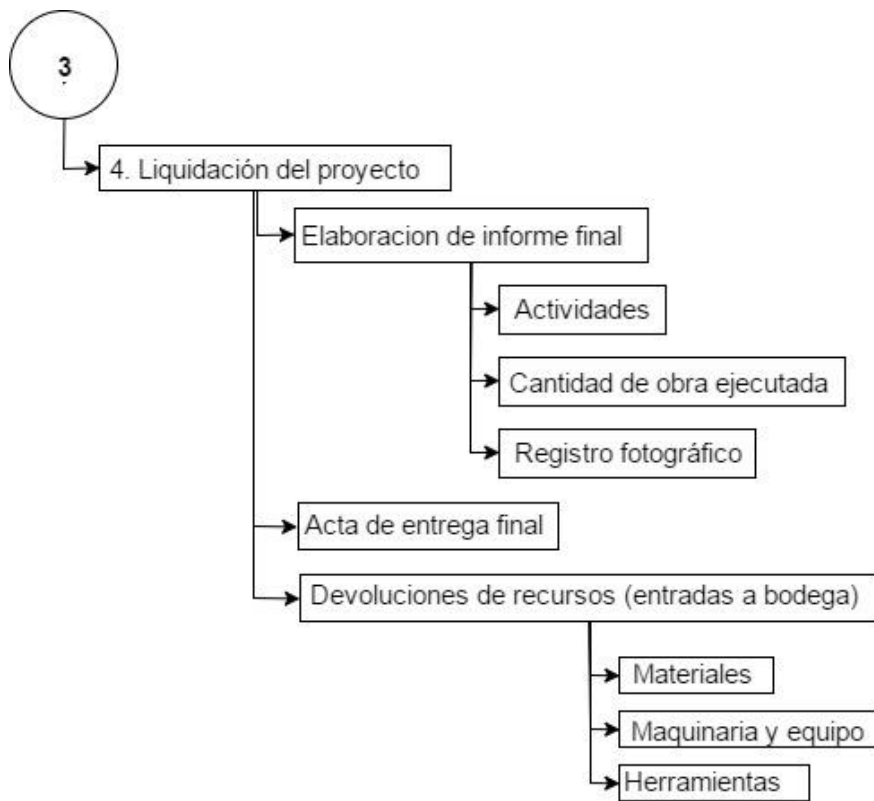 3
4. Liquidación del proyecto
Elaboracion de informe final
Actividades
Cantidad de obra ejecutada
Registro fotográfico
Acta de entrega final
Devoluciones de recursos (entradas a bodega)
Materiales
Maquinaria y equipo
Herramientas